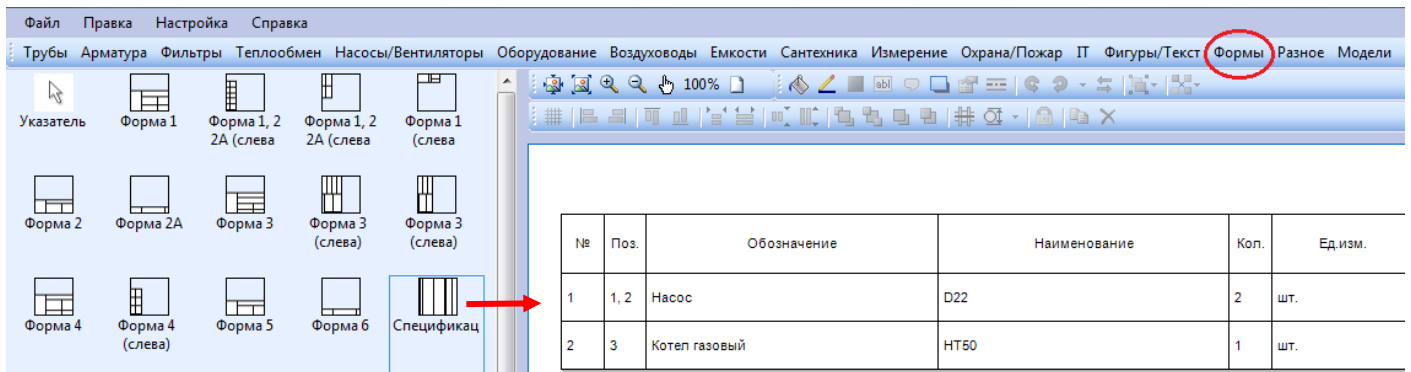 Файл Правка Настройка Справка
Трубы Арматура Фильтры Теплообмен Насосы/Вентиляторы Оборудование Воздуховоды Емкости Сантехника Измерение Охрана/Пожар IT Фигуры/Текст Формы Разное Модели
100% abl
Указатель Форма 1 Форма 1, 2 Форма 1, 2 Форма 1
2А (слева 2А (слева (слева
Форма 2 Форма 2А Форма 3 Форма 3 Форма 3
(слева) (слева)
Форма 4 Форма 4 Форма 5 Форма 6 Спецификац
(слева)
№ Поз. Обозначение Наименование Кол. Ед.изм.
1 1, 2 Насос D22 2 шт.
2 3 Котел газовый НТ50 1 шт.